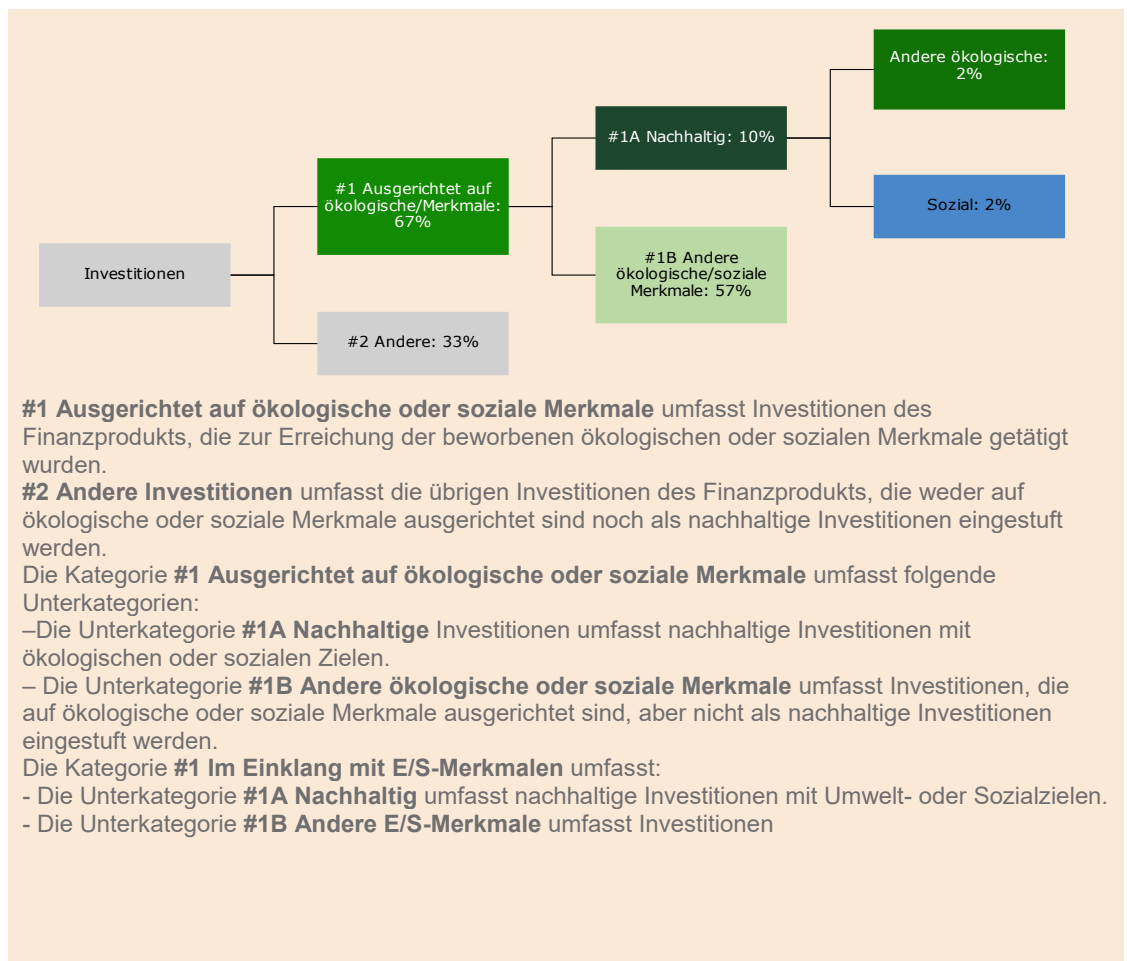 Andere ökologische:
2%
#1A Nachhaltig: 10%
#1 Ausgerichtet auf
ökologische/Merkmale:
67%
Sozial: 2%
Investitionen
#1B Andere
ökologische/soziale
Merkmale: 57%
#2 Andere: 33%
#1 Ausgerichtet auf ökologische oder soziale Merkmale umfasst Investitionen des
Finanzprodukts, die zur Erreichung der beworbenen ökologischen oder sozialen Merkmale getätigt
wurden.
#2 Andere Investitionen umfasst die übrigen Investitionen des Finanzprodukts, die weder auf
ökologische oder soziale Merkmale ausgerichtet sind noch als nachhaltige Investitionen eingestuft
werden.
Die Kategorie #1 Ausgerichtet auf ökologische oder soziale Merkmale umfasst folgende
Unterkategorien:
–Die Unterkategorie #1A Nachhaltige Investitionen umfasst nachhaltige Investitionen mit
ökologischen oder sozialen Zielen.
– Die Unterkategorie #1B Andere ökologische oder soziale Merkmale umfasst Investitionen, die
auf ökologische oder soziale Merkmale ausgerichtet sind, aber nicht als nachhaltige Investitionen
eingestuft werden.
Die Kategorie #1 Im Einklang mit E/S-Merkmalen umfasst:
- Die Unterkategorie #1A Nachhaltig umfasst nachhaltige Investitionen mit Umwelt- oder Sozialzielen.
- Die Unterkategorie #1B Andere E/S-Merkmale umfasst Investitionen